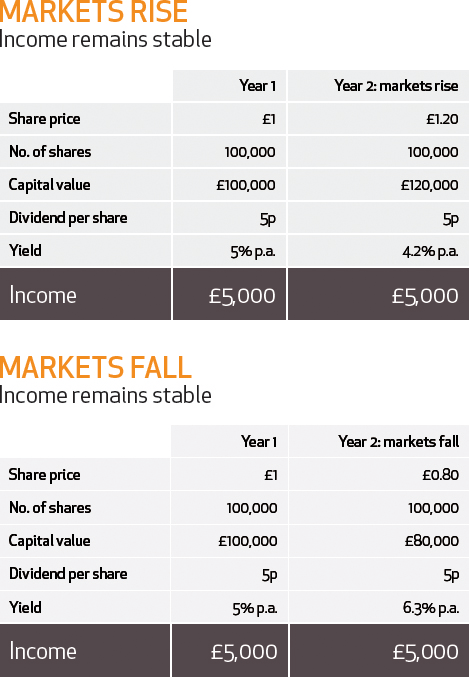 MARKETS RISE
Income remains stable
Year 1 Year 2: markets rise
Share price £1 £1.20
No. of shares 100,000 100,000
Capital value £100,000 £120,000
Dividend per share 5p 5p
Yield 5% p.a. 4.2% p.a.
Income £5,000 £5,000
MARKETS FALL
Income remains stable
Year 1 Year 2: markets fall
Share price £1 £0.80
No. of shares 100,000 100,000
Capital value £100,000 £80,000
Dividend per share 5p 5p
Yield 5% p.a. 6.3% p.a.
Income £5,000 £5,000